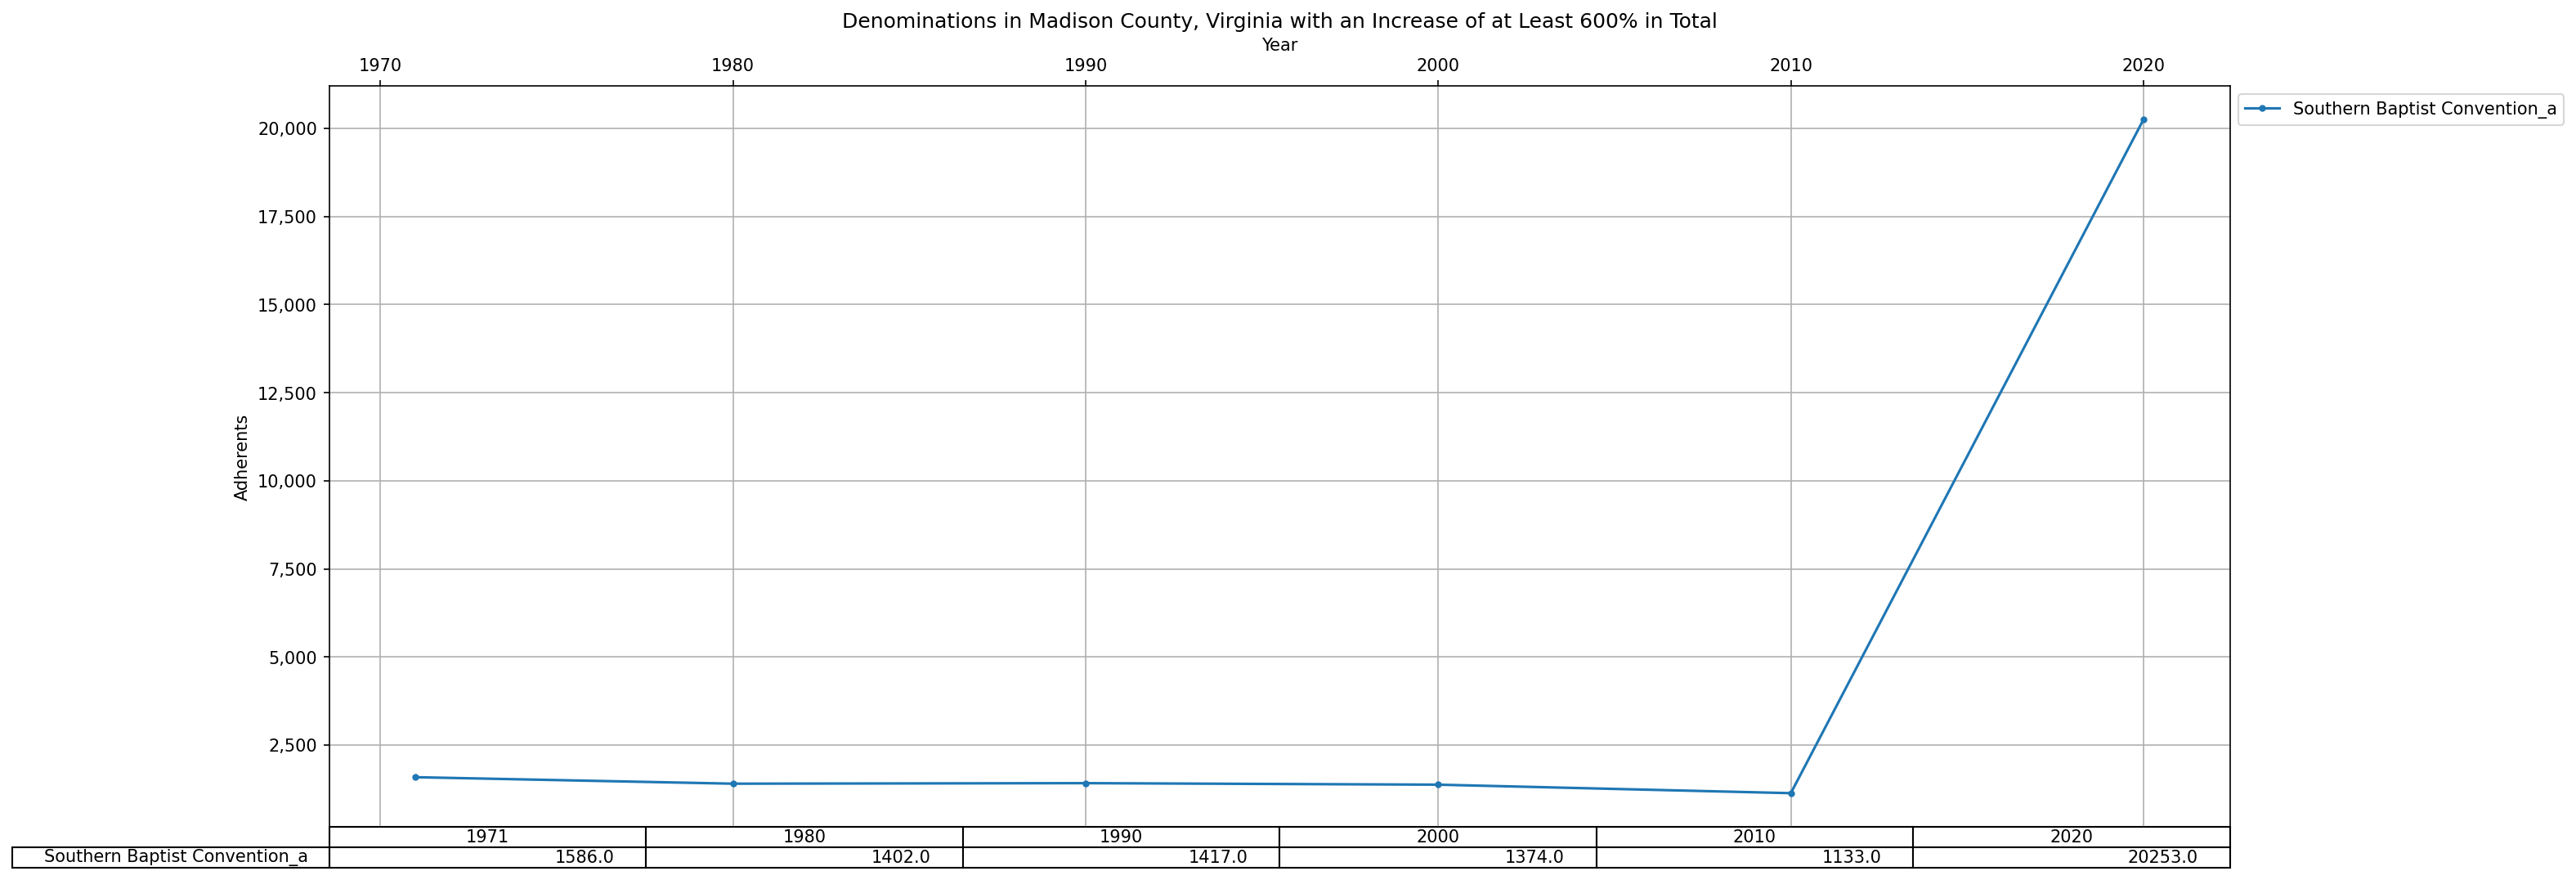 Denominations in Madison County, Virginia with an Increase of at Least 600% in Total
Year
1970 1980 1990 2000 2010 2020
Southern Baptist Convention_a
20,000
17,500
15,000
12,500
10,000
7,500
5,000
2,500
Adherents
1971 1980 1990 2000 2010 2020
Southern Baptist Convention_a 1586.0 1402.0 1417.0 1374.0 1133.0 20253.0